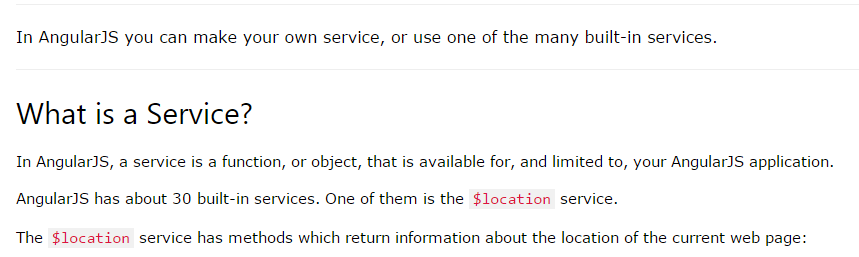 In AngularJS you can make your own service, or use one of the many built-in services.
What is a Service?
In AngularJS, a service is a function, or object, that is available for, and limited to, your AngularJS application.
AngularJS has about 30 built-in services. One of them is the $location service.
The $location service has methods which return information about the location of the current web page: